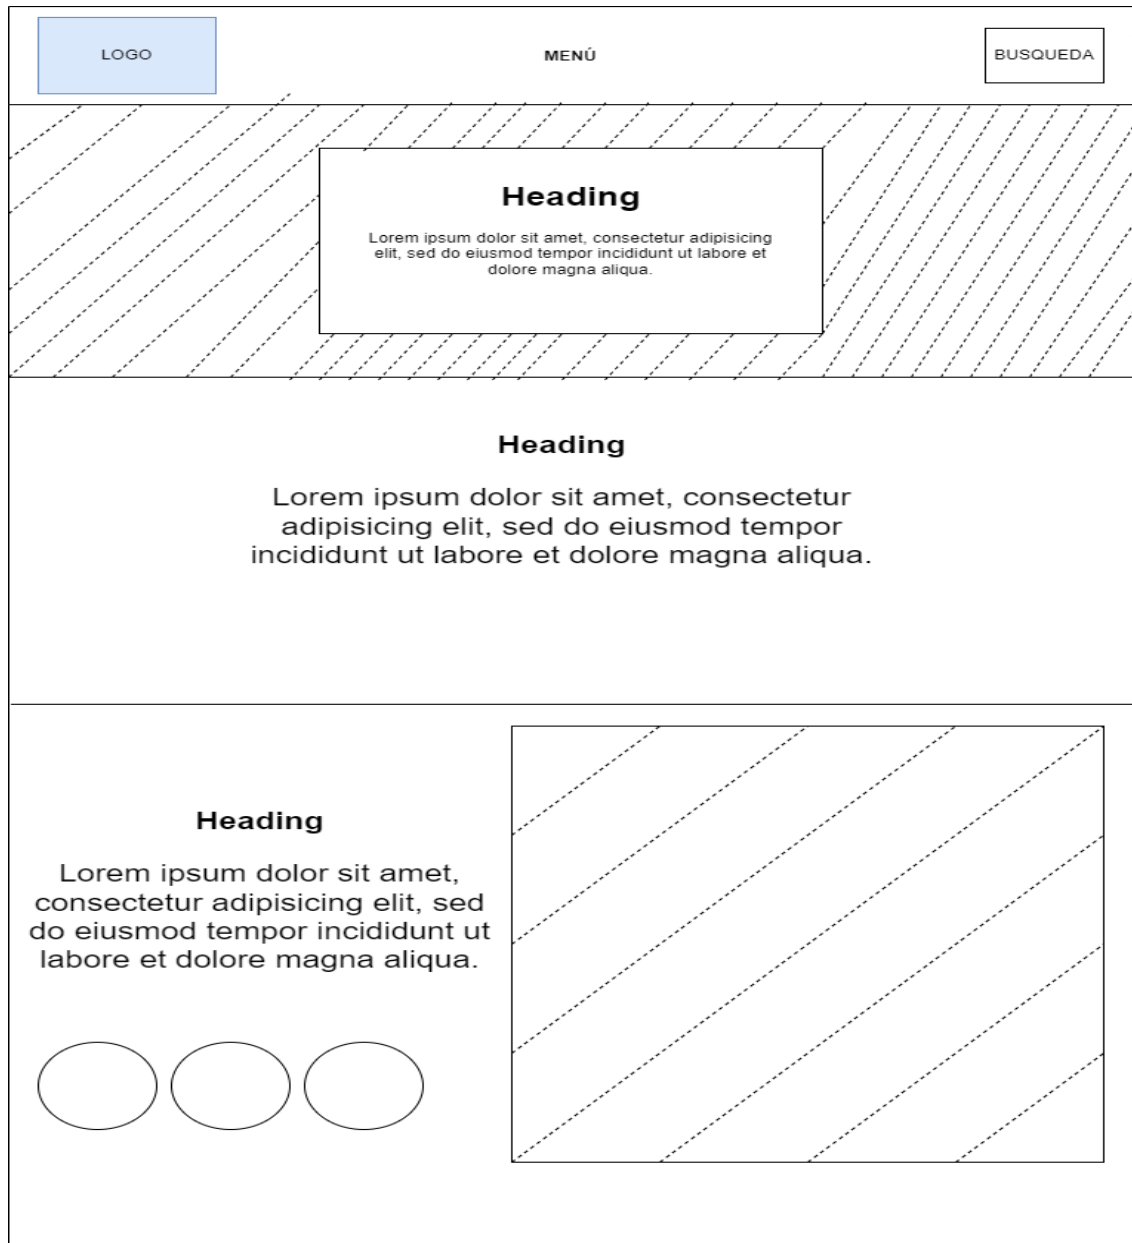 LOGO
MENÚ
BUSQUEDA
Heading
Lorem ipsum dolor sit amet, consectetur adipisicing
elit, sed do eiusmod tempor incididunt ut labore et
dolore magna aliqua.
Heading
Lorem ipsum dolor sit amet, consectetur
adipisicing elit, sed do eiusmod tempor
incididunt ut labore et dolore magna aliqua.
Heading
Lorem ipsum dolor sit amet,
consectetur adipisicing elit, sed
do eiusmod tempor incididunt ut
labore et dolore magna aliqua.